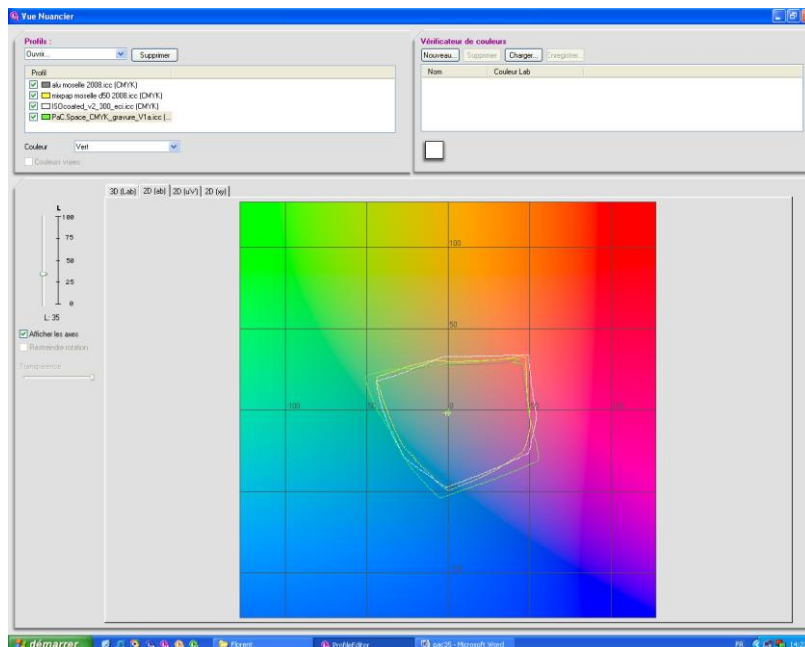 Vue Nuancier
Profils :
Ouvrir...
Supprimer
Profil
alu moselle 2008.icc (CMYK)
mixpap moselle d50 2008.icc (CMYK)
ISOcoated_v2_300_eci.icc (CMYK)
PaC.Space_CMYK_gravure_V1a.icc (...
Couleur Vert
Couleurs vraies
Vérificateur de couleurs
Nouveau... Supprimer Charger... Enregistrer...
Nom Couleur Lab
3D (Lab) 2D (ab) 2D (u'v') 2D (xy)
L
100
75
50
25
0
L: 35
Afficher les axes
Restreindre rotation
Transparence
100
50
100 50 0 50 100
démarrer Florent ProfileEditor pac35 - Microsoft Word FR